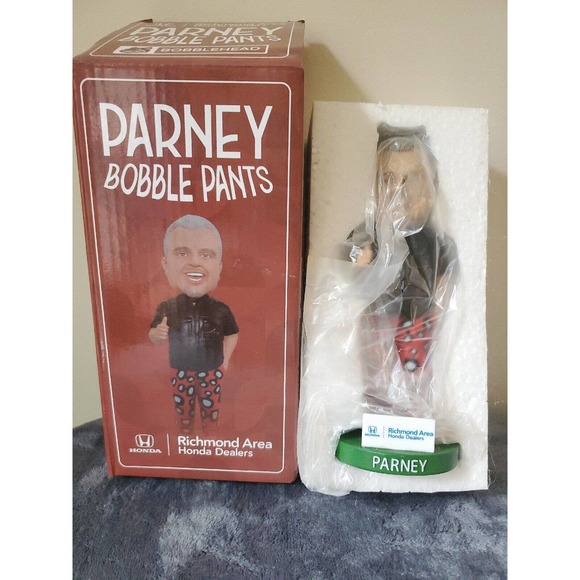 PARNEY
BOBBLE PANTS
BOBBLEHEAD
PARNEY
BOBBLE PANTS
HONDA
Richmond Area
Honda Dealers
Richmond Area
Honda Dealers
PARNEY